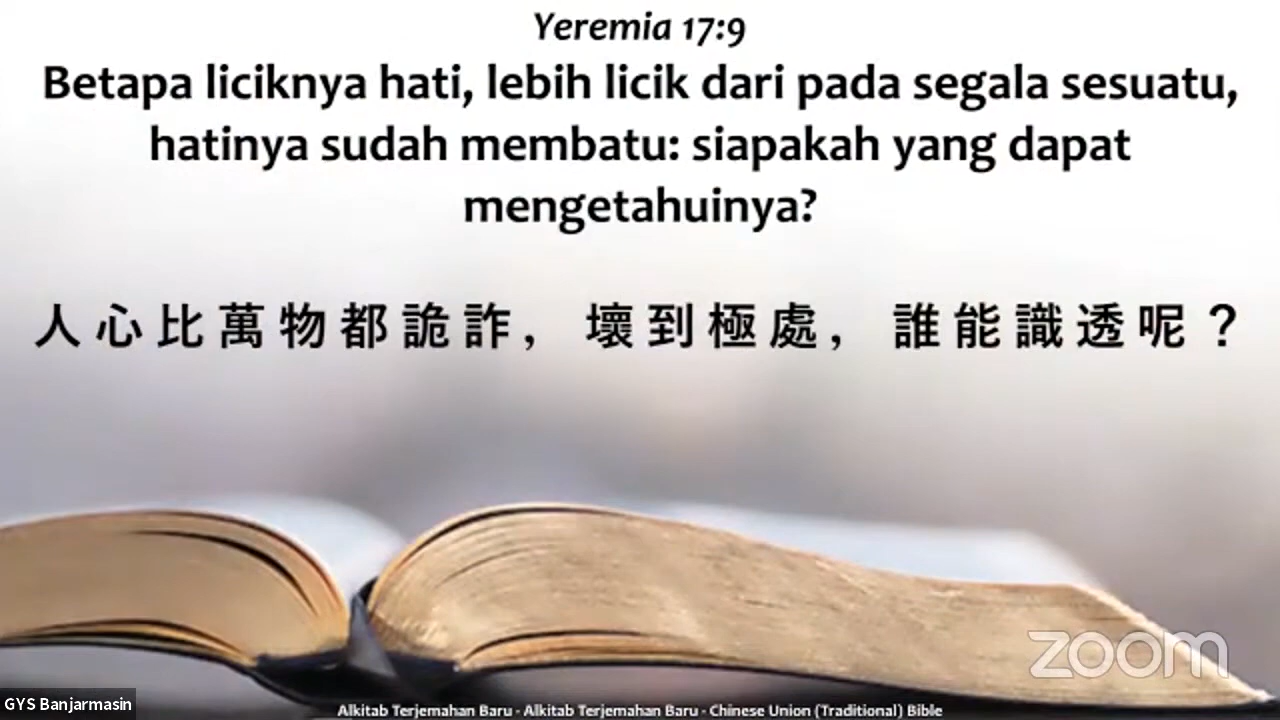 Yeremia 17:9
Betapa liciknya hati, lebih licik dari pada segala sesuatu,
hatinya sudah membatu: siapakah yang dapat
mengetahuinya?
人心比萬物都詭詐, 壞到極處, 誰能識透呢?
zoom
GYS Banjarmasin
Alkitab Terjemahan Baru - Alkitab Terjemahan Baru - Chinese Union (Traditional) Bible